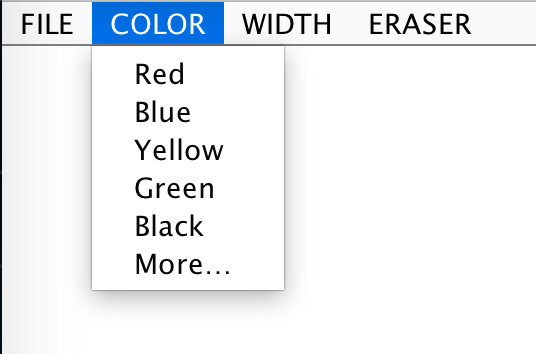 FILE COLOR WIDTH ERASER
Red
Blue
Yellow
Green
Black
More...